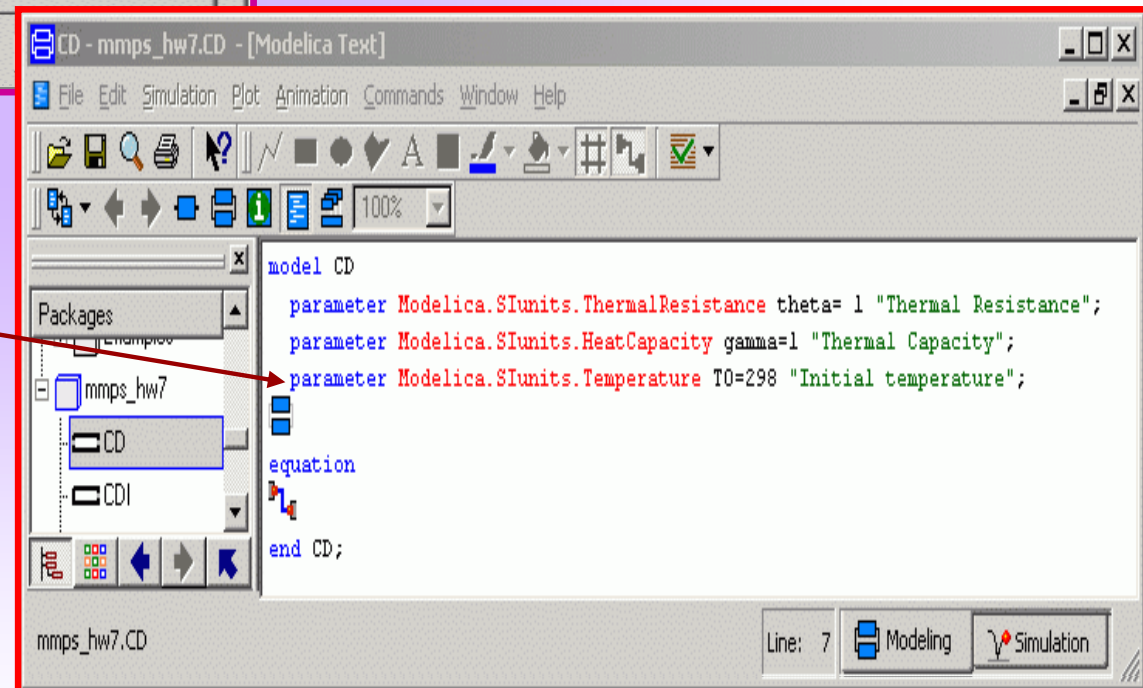 CD - mmps_hw7.CD - [Modelica Text]
File Edit Simulation Plot Animation Commands Window Help
100%
Packages
mmps_hw7
CD
CDI
model CD
parameter Modelica.SIunits.ThermalResistance theta= 1 "Thermal Resistance";
parameter Modelica.SIunits.HeatCapacity gamma=1 "Thermal Capacity";
parameter Modelica.SIunits.Temperature T0=298 "Initial temperature";
equation
end CD;
mmps_hw7.CD
Line: 7
Modeling
Simulation